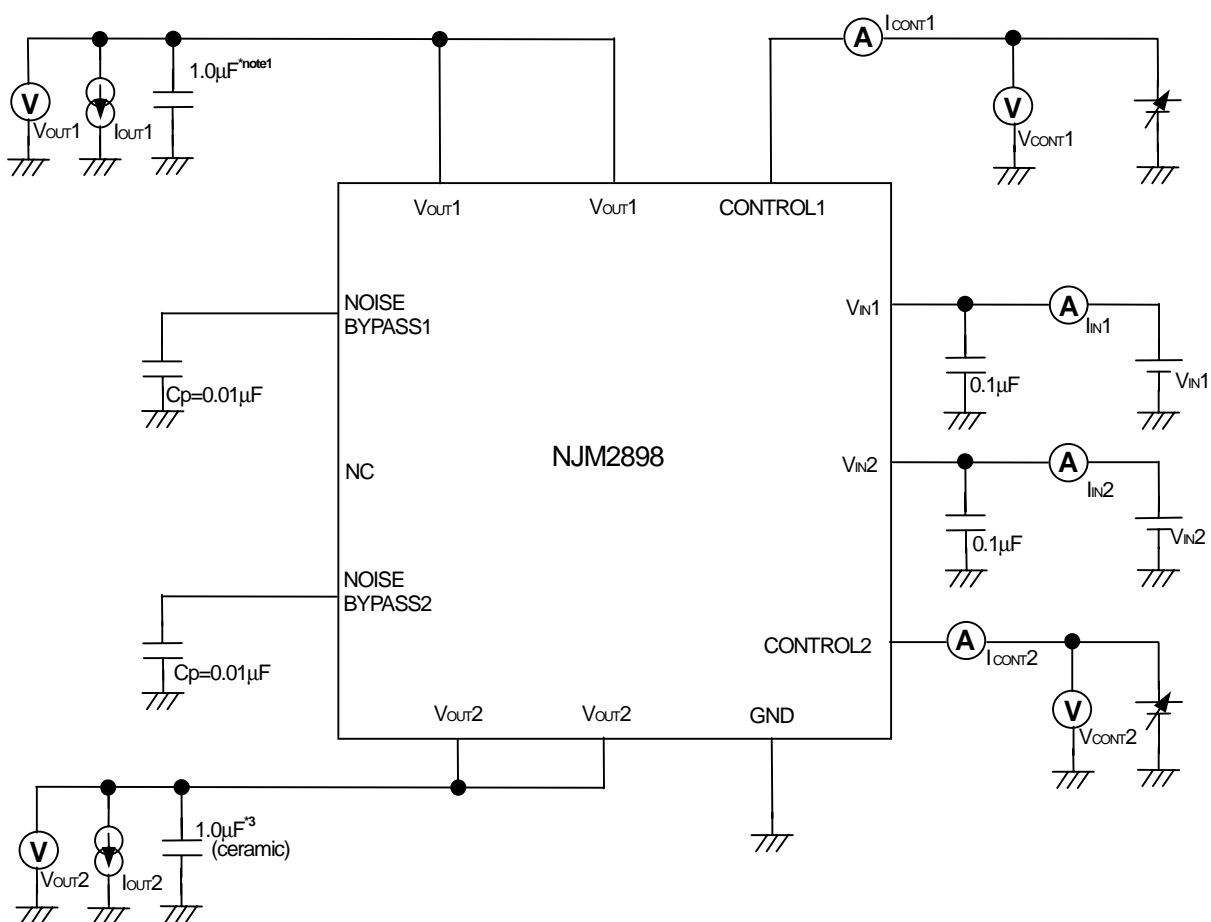 ICONT1
A
1.0µF*note1
V
VOUT1
IOUT1
V
VCONT1
VOUT1
VOUT1
CONTROL1
NOISE
BYPASS1
VIN1
A
IIN1
Cp=0.01µF
0.1µF
VIN1
NC
NJM2898
VIN2
A
IIN2
0.1µF
VIN2
NOISE
BYPASS2
CONTROL2
A
ICONT2
Cp=0.01µF
VOUT2
VOUT2
GND
V
VCONT2
1.0µF*3
(ceramic)
V
VOUT2
IOUT2